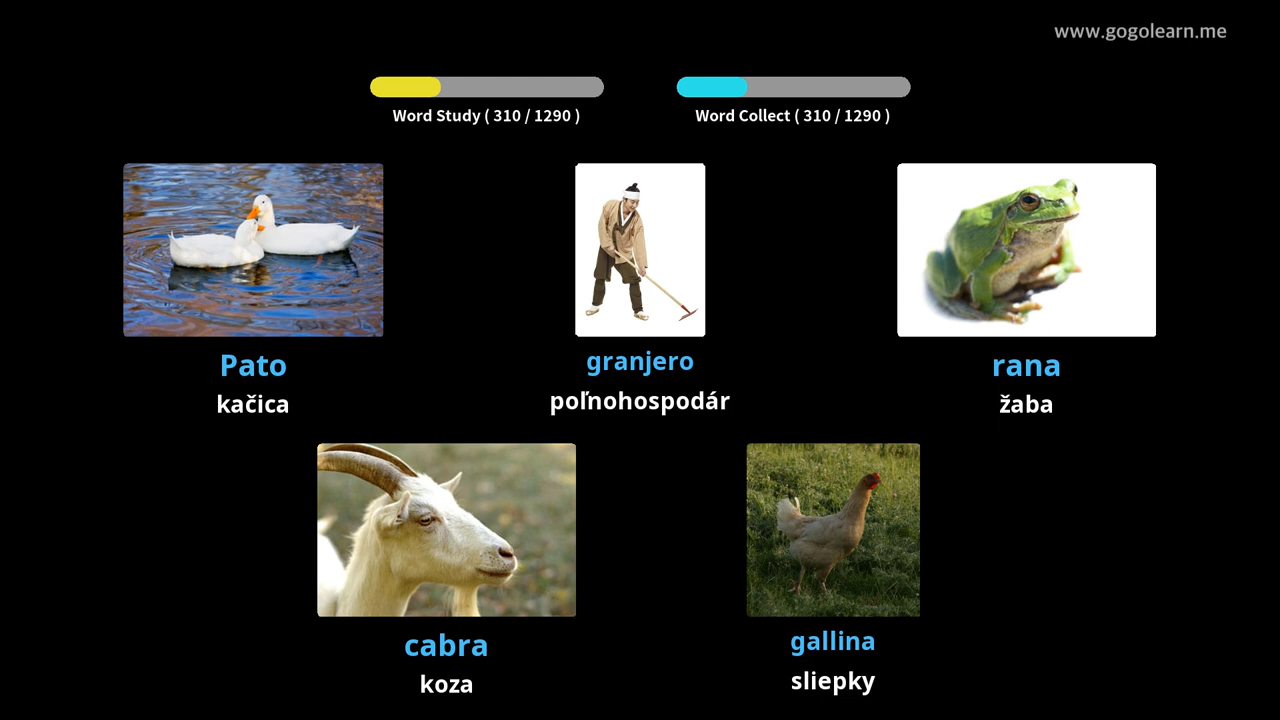 www.gogolearn.me
Word Study ( 310 / 1290 )
Word Collect ( 310 / 1290 )
Pato
kačica
granjero
poľnohospodár
rana
žaba
cabra
koza
gallina
sliepky